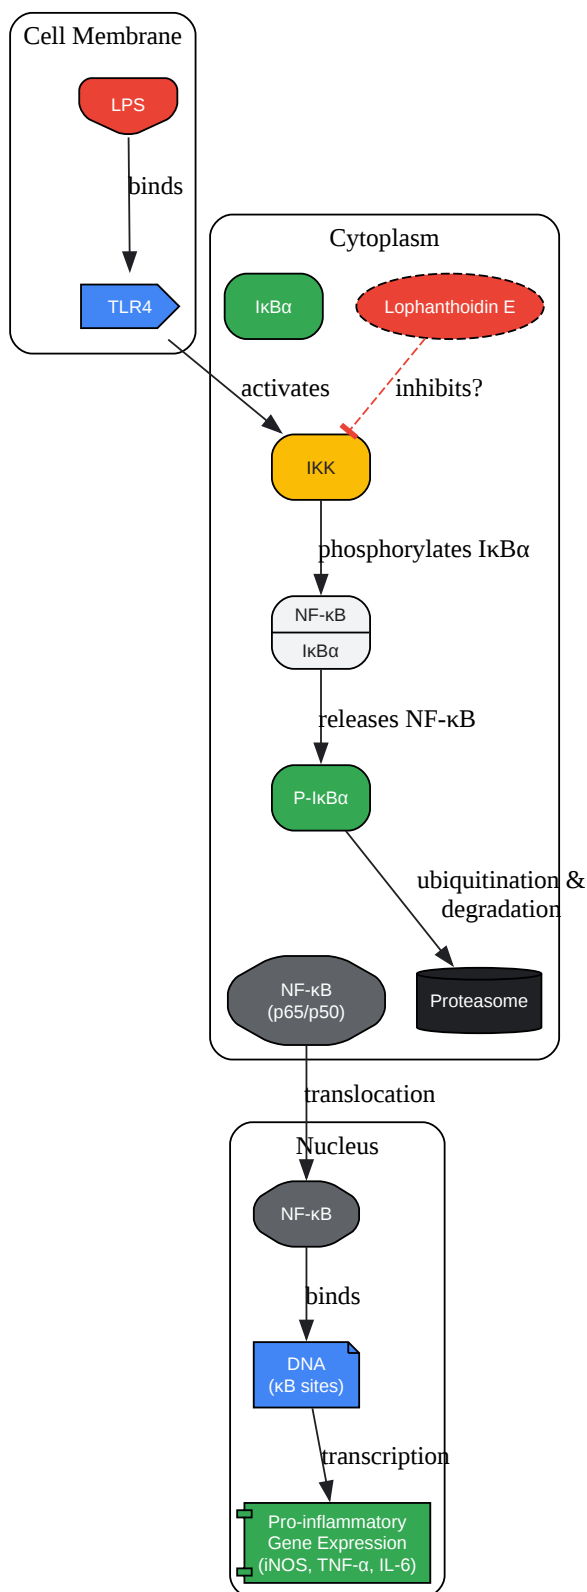 Cell Membrane
LPS
binds
TLR4
Cytoplasm
IκBα
Lophanthoidin E
activates
inhibits?
IKK
phosphorylates IκBα
NF-κB
IκBα
releases NF-κB
P-IκBα
ubiquitination &
degradation
NF-κB
(p65/p50)
Proteasome
translocation
Nucleus
NF-κB
binds
DNA
(κB sites)
transcription
Pro-inflammatory
Gene Expression
(iNOS, TNF-α, IL-6)